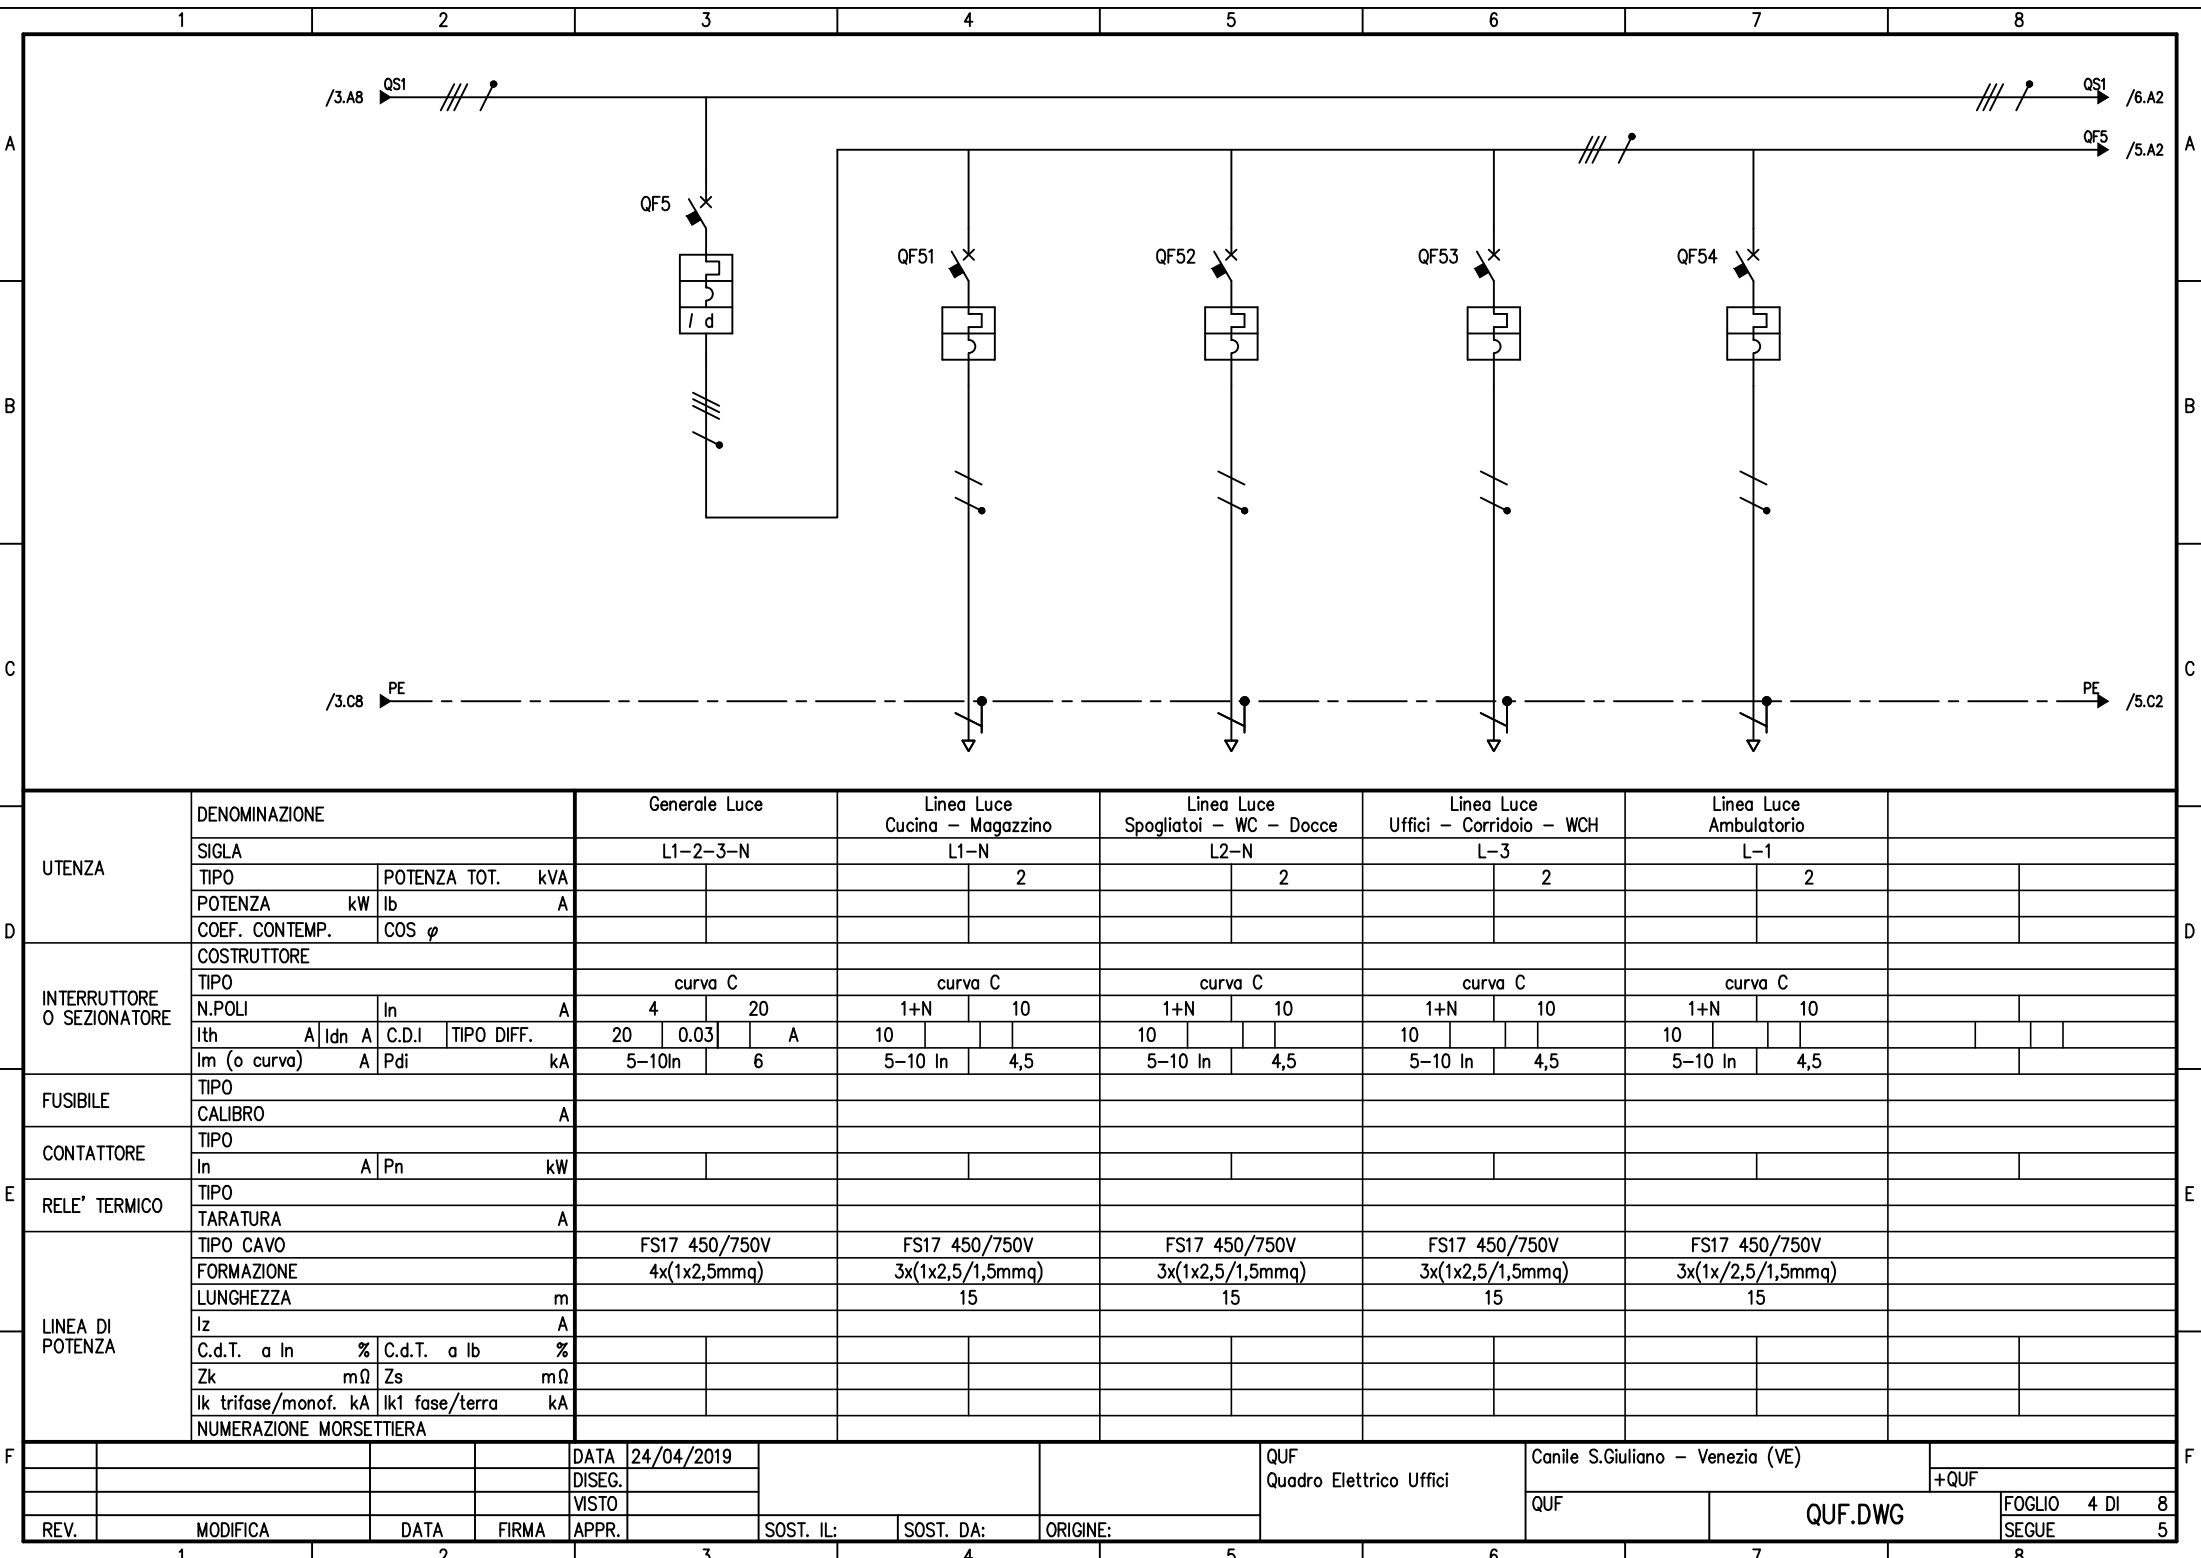 1 2 3 4 5 6 7 8
QS1 QS1
/3.A8 /6.A2
A QF5 A
/5.A2
QF5
QF51 QF52 QF53 QF54
I d
B B
C C
PE PE
/3.C8 /5.C2
UTENZA
DENOMINAZIONE Generale Luce Linea Luce Linea Luce Linea Luce Linea Luce
Cucina – Magazzino Spogliatoi – WC – Docce Uffici – Corridoio – WCH Ambulatorio
SIGLA L1-2-3-N L1-N L2-N L-3 L-1
TIPO POTENZA TOT. kVA 2 2 2 2
POTENZA kW Ib A
D COEF. CONTEMP. COS φ D
INTERRUTTORE
O SEZIONATORE
COSTRUTTORE
TIPO curva C curva C curva C curva C curva C
N.POLI In A 4 20 1+N 10 1+N 10 1+N 10 1+N 10
Ith A Idn A C.D.I TIPO DIFF. 20 0.03 A 10 10 10 10
Im (o curva) A Pdi kA 5-10In 6 5-10 In 4,5 5-10 In 4,5 5-10 In 4,5 5-10 In 4,5
FUSIBILE
TIPO
CALIBRO A
CONTATTORE
TIPO
In A Pn kW
E RELE' TERMICO E
TIPO
TARATURA A
LINEA DI
POTENZA
TIPO CAVO FS17 450/750V FS17 450/750V FS17 450/750V FS17 450/750V FS17 450/750V
FORMAZIONE 4x(1x2,5mmq) 3x(1x2,5/1,5mmq) 3x(1x2,5/1,5mmq) 3x(1x2,5/1,5mmq) 3x(1x/2,5/1,5mmq)
LUNGHEZZA m 15 15 15 15
Iz A
C.d.T. a In % C.d.T. a Ib %
Zk mΩ Zs mΩ
Ik trifase/monof. kA Ik1 fase/terra kA
NUMERAZIONE MORSETTIERA
F DATA 24/04/2019 QUF Canile S.Giuliano – Venezia (VE) F
DISEG. Quadro Elettrico Uffici +QUF
VISTO QUF QUF.DWG FOGLIO 4 DI 8
REV. MODIFICA DATA FIRMA APPR. SOST. IL: SOST. DA: ORIGINE: SEGUE 5
1 2 3 4 5 6 7 8